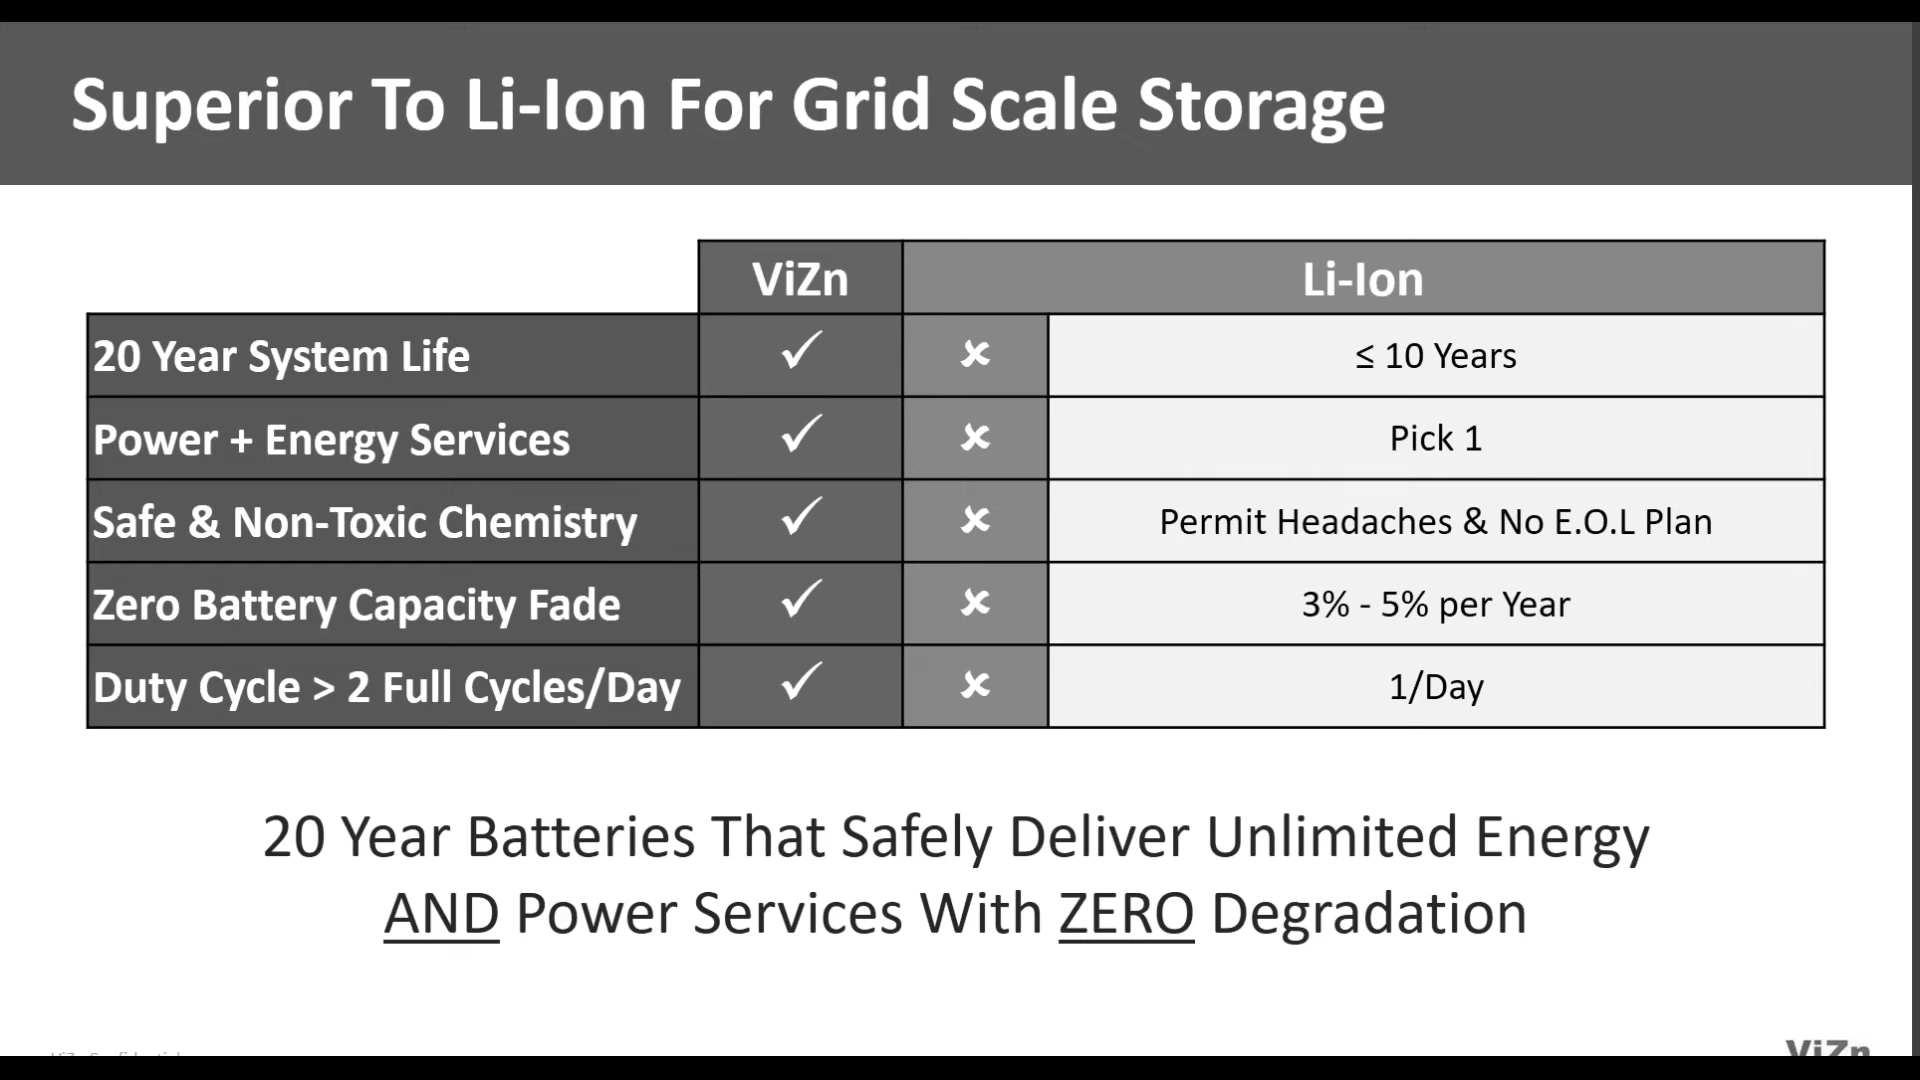 Superior To Li-Ion For Grid Scale Storage
ViZn Li-Ion
20 Year System Life ✓ ✘ ≤ 10 Years
Power + Energy Services ✓ ✘ Pick 1
Safe & Non-Toxic Chemistry ✓ ✘ Permit Headaches & No E.O.L Plan
Zero Battery Capacity Fade ✓ ✘ 3% - 5% per Year
Duty Cycle > 2 Full Cycles/Day ✓ ✘ 1/Day
20 Year Batteries That Safely Deliver Unlimited Energy
AND Power Services With ZERO Degradation
ViZn